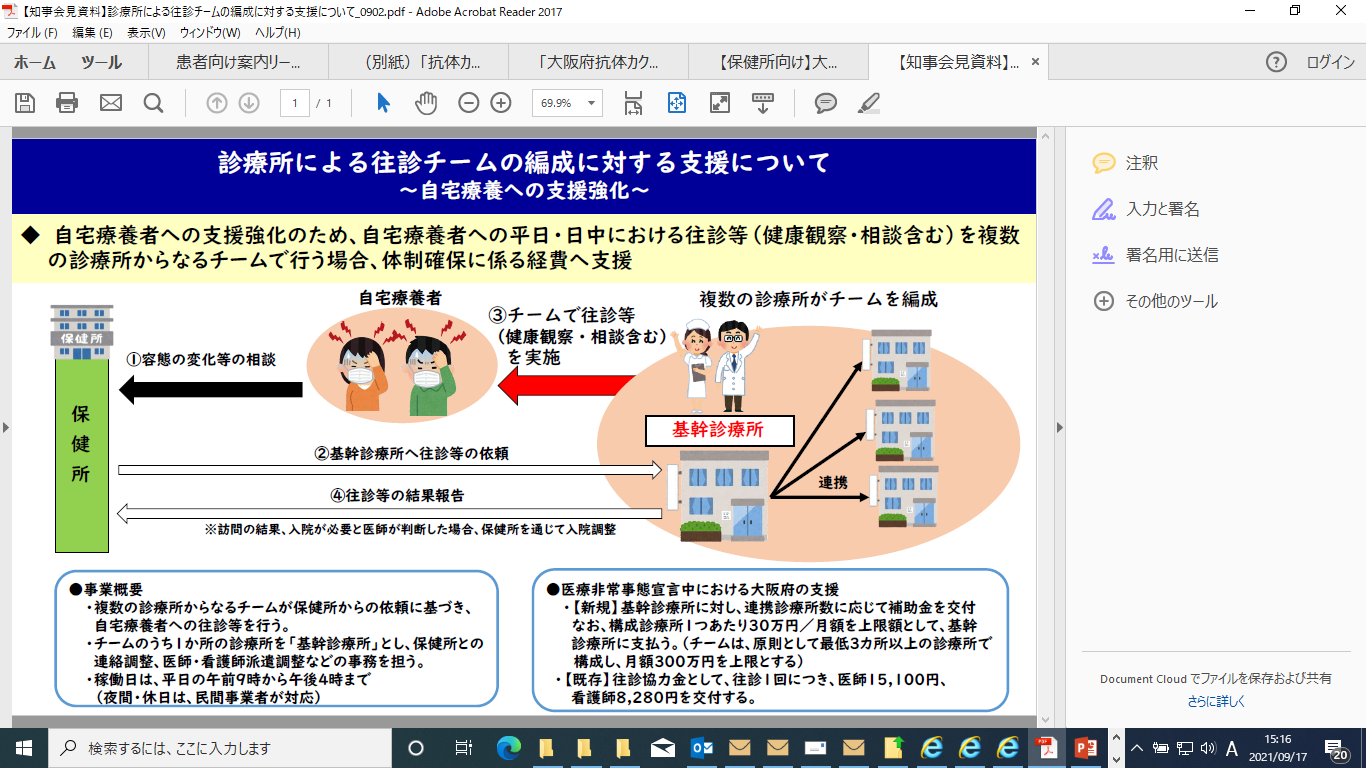 【知事会見資料】診療所による往診チームの編成に対する支援について_0902.pdf - Adobe Acrobat Reader 2017
ファイル(F) 編集(E) 表示(V) ウィンドウ(W) ヘルプ(H)
ホーム ツール 患者向け案内リー... （別紙）「抗体カ... 「大阪府抗体カク... 【保健所向け】大... 【知事会見資料】... × ログイン
1 / 1 69.9%
診療所による往診チームの編成に対する支援について
～自宅療養への支援強化～
◆ 自宅療養者への支援強化のため、自宅療養者への平日・日中における往診等（健康観察・相談含む）を複数
の診療所からなるチームで行う場合、体制確保に係る経費へ支援
保健所
保健所
自宅療養者
①容態の変化等の相談
③チームで往診等
（健康観察・相談含む）
を実施
複数の診療所がチームを編成
基幹診療所
連携
②基幹診療所へ往診等の依頼
④往診等の結果報告
※訪問の結果、入院が必要と医師が判断した場合、保健所を通じて入院調整
●事業概要
・複数の診療所からなるチームが保健所からの依頼に基づき、
自宅療養者への往診等を行う。
・チームのうち1か所の診療所を「基幹診療所」とし、保健所との
連絡調整、医師・看護師派遣調整などの事務を担う。
・稼働日は、平日の午前9時から午後4時まで
（夜間・休日は、民間事業者が対応）
●医療非常事態宣言中における大阪府の支援
・【新規】基幹診療所に対し、連携診療所数に応じて補助金を交付
なお、構成診療所1つあたり30万円／月額を上限額として、基幹
診療所に支払う。（チームは、原則として最低3カ所以上の診療所で
構成し、月額300万円を上限とする）
・【既存】往診協力金として、往診1回につき、医師15,100円、
看護師8,280円を交付する。
注釈
入力と署名
署名用に送信
その他のツール
Document Cloud でファイルを保存および共有
さらに詳しく
検索するには、ここに入力します
A
15:16
2021/09/17
20